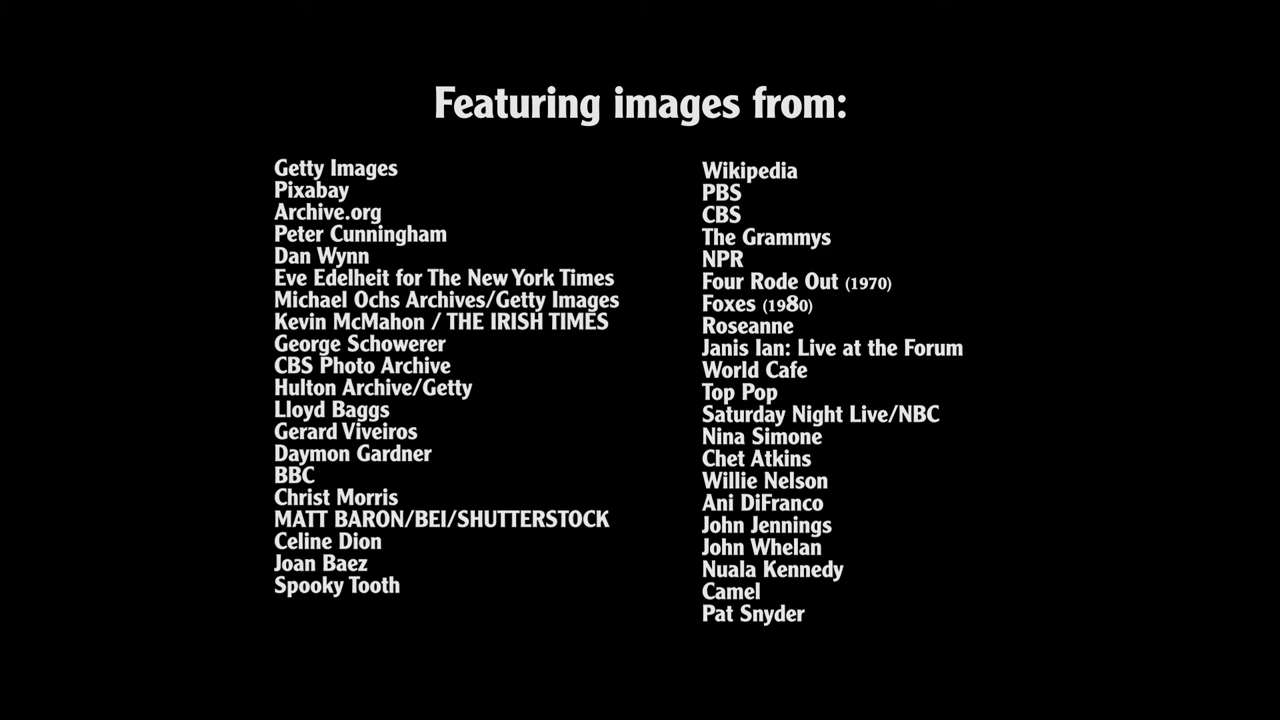 Featuring images from:
Getty Images
Pixabay
Archive.org
Peter Cunningham
Dan Wynn
Eve Edelheit for The New York Times
Michael Ochs Archives/Getty Images
Kevin McMahon / THE IRISH TIMES
George Schowerer
CBS Photo Archive
Hulton Archive/Getty
Lloyd Baggs
Gerard Viveiros
Daymon Gardner
BBC
Christ Morris
MATT BARON/BEI/SHUTTERSTOCK
Celine Dion
Joan Baez
Spooky Tooth
Wikipedia
PBS
CBS
The Grammys
NPR
Four Rode Out (1970)
Foxes (1980)
Roseanne
Janis Ian: Live at the Forum
World Cafe
Top Pop
Saturday Night Live/NBC
Nina Simone
Chet Atkins
Willie Nelson
Ani DiFranco
John Jennings
John Whelan
Nuala Kennedy
Camel
Pat Snyder